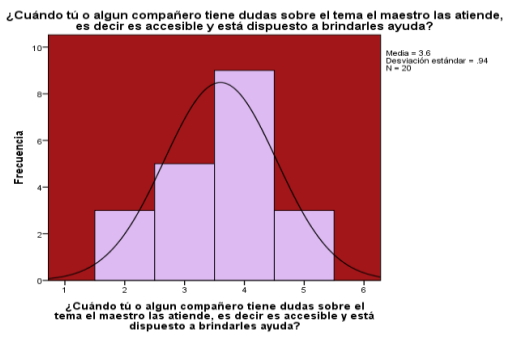 ¿Cuándo tú o algun compañero tiene dudas sobre el tema el maestro las atiende,
es decir es accesible y está dispuesto a brindarles ayuda?
Media = 3.6
Desviación estándar = .94
N = 20
Frecuencia
10
8
6
4
2
0
1 2 3 4 5 6
¿Cuándo tú o algun compañero tiene dudas sobre el
tema el maestro las atiende, es decir es accesible y está
dispuesto a brindarles ayuda?